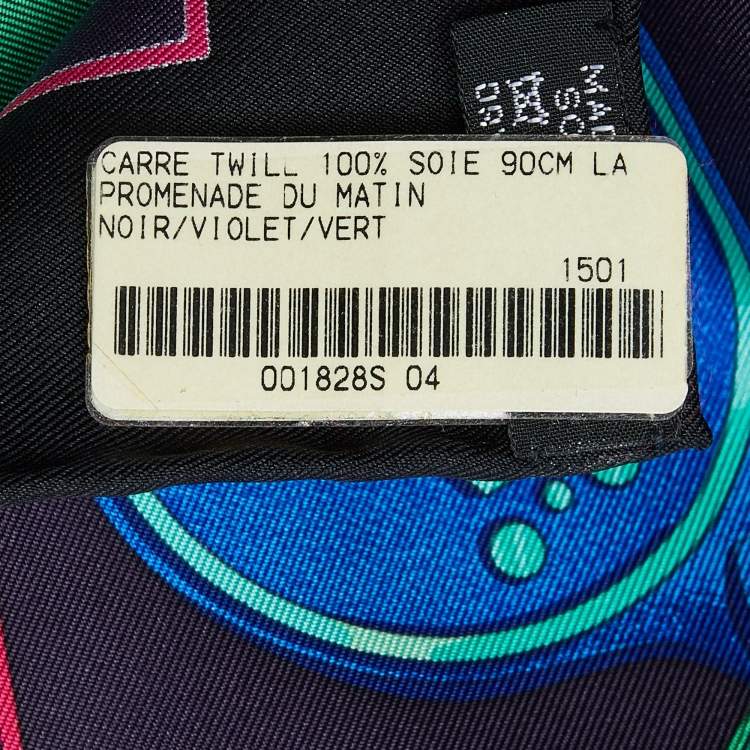 CARRE TWILL 100% SOIE 90CM LA
PROMENADE DU MATIN
NOIR/VIOLET/VERT
1501
001828S 04